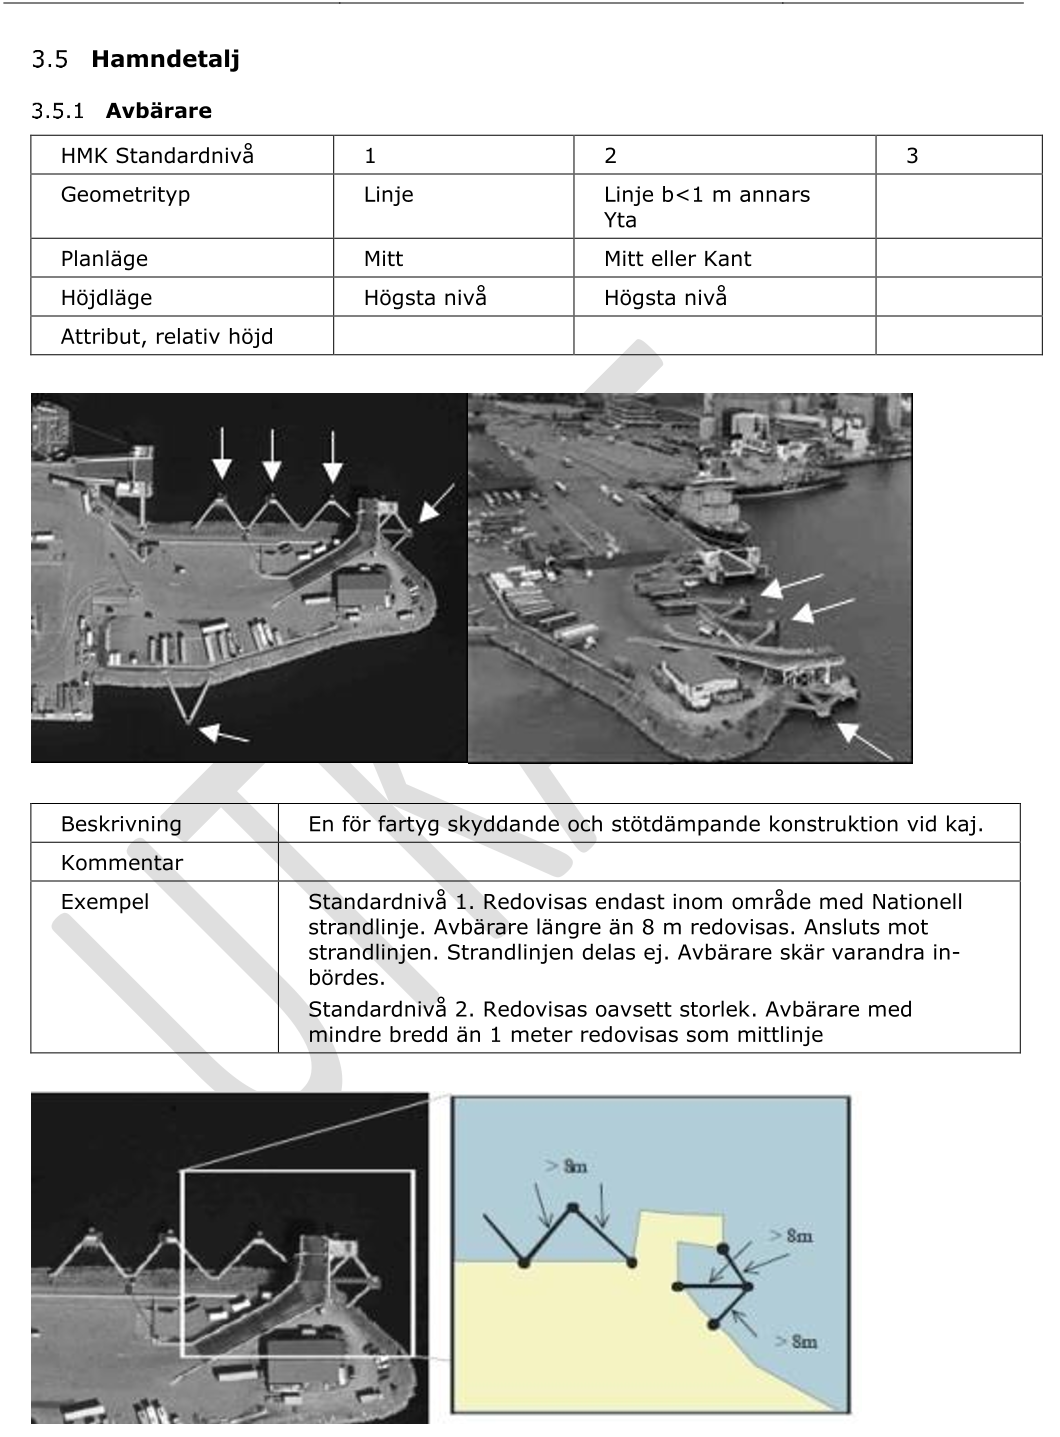 3.5 Hamndetalj
3.5.1 Avbärare
HMK Standardnivå 1 2 3
Geometrityp Linje Linje b<1 m annars
Yta
Planläge Mitt Mitt eller Kant
Höjdläge Högsta nivå Högsta nivå
Attribut, relativ höjd
UTKA
Beskrivning En för fartyg skyddande och stötdämpande konstruktion vid kaj.
Kommentar
Exempel Standardnivå 1. Redovisas endast inom område med Nationell
strandlinje. Avbärare längre än 8 m redovisas. Ansluts mot
strandlinjen. Strandlinjen delas ej. Avbärare skär varandra in-
bördes.
Standardnivå 2. Redovisas oavsett storlek. Avbärare med
mindre bredd än 1 meter redovisas som mittlinje
> 8m
> 8m
> 8m